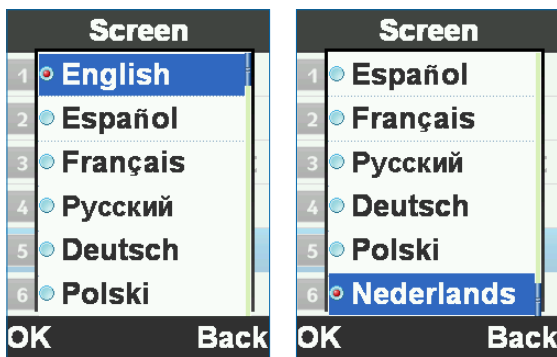 Screen
1 English
2 Español
3 Français
4 Русский
5 Deutsch
6 Polski
OK Back
Screen
1 Español
2 Français
3 Русский
4 Deutsch
5 Polski
6 Nederlands
OK Back